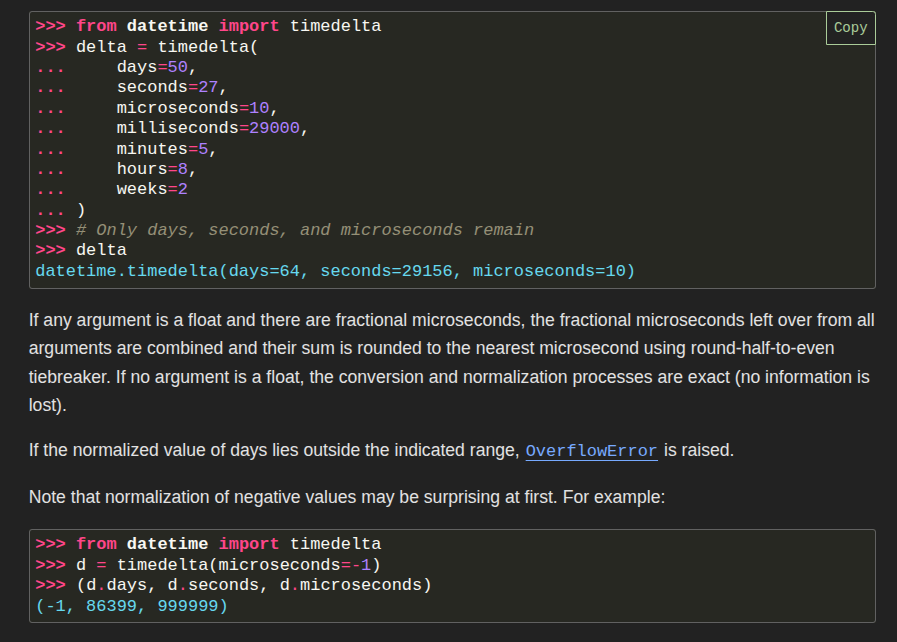 >>> from datetime import timedelta
Copy
>>> delta = timedelta(
...     days=50,
...     seconds=27,
...     microseconds=10,
...     milliseconds=29000,
...     minutes=5,
...     hours=8,
...     weeks=2
... )
>>> # Only days, seconds, and microseconds remain
>>> delta
datetime.timedelta(days=64, seconds=29156, microseconds=10)
If any argument is a float and there are fractional microseconds, the fractional microseconds left over from all
arguments are combined and their sum is rounded to the nearest microsecond using round-half-to-even
tiebreaker. If no argument is a float, the conversion and normalization processes are exact (no information is
lost).
If the normalized value of days lies outside the indicated range, OverflowError is raised.
Note that normalization of negative values may be surprising at first. For example:
>>> from datetime import timedelta
>>> d = timedelta(microseconds=-1)
>>> (d.days, d.seconds, d.microseconds)
(-1, 86399, 999999)